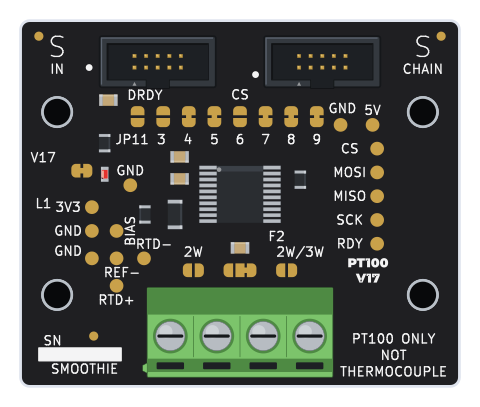 S
S
IN
CHAIN
DRDY
CS
GND
5V
JP11 3 4 5 6 7 8 9
CS
V17
GND
MOSI
L1
3V3
MISO
GND
BIAS
SCK
GND
RTD-
2W
F2
2W/3W
RDY
REF-
PT100
V17
RTD+
SN
SMOOTHIE
PT100 ONLY
NOT
THERMOCOUPLE